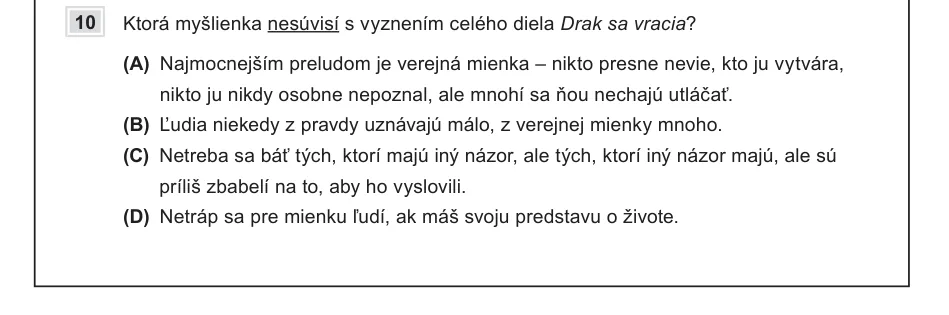 10 Ktorá myšlienka nesúvisí s vyznením celého diela Drak sa vracia?
(A) Najmocnejším preludom je verejná mienka – nikto presne nevie, kto ju vytvára,
nikto ju nikdy osobne nepoznal, ale mnohí sa ňou nechajú utláčať.
(B) Ľudia niekedy z pravdy uznávajú málo, z verejnej mienky mnoho.
(C) Netreba sa báť tých, ktorí majú iný názor, ale tých, ktorí iný názor majú, ale sú
príliš zbabelí na to, aby ho vyslovili.
(D) Netráp sa pre mienku ľudí, ak máš svoju predstavu o živote.